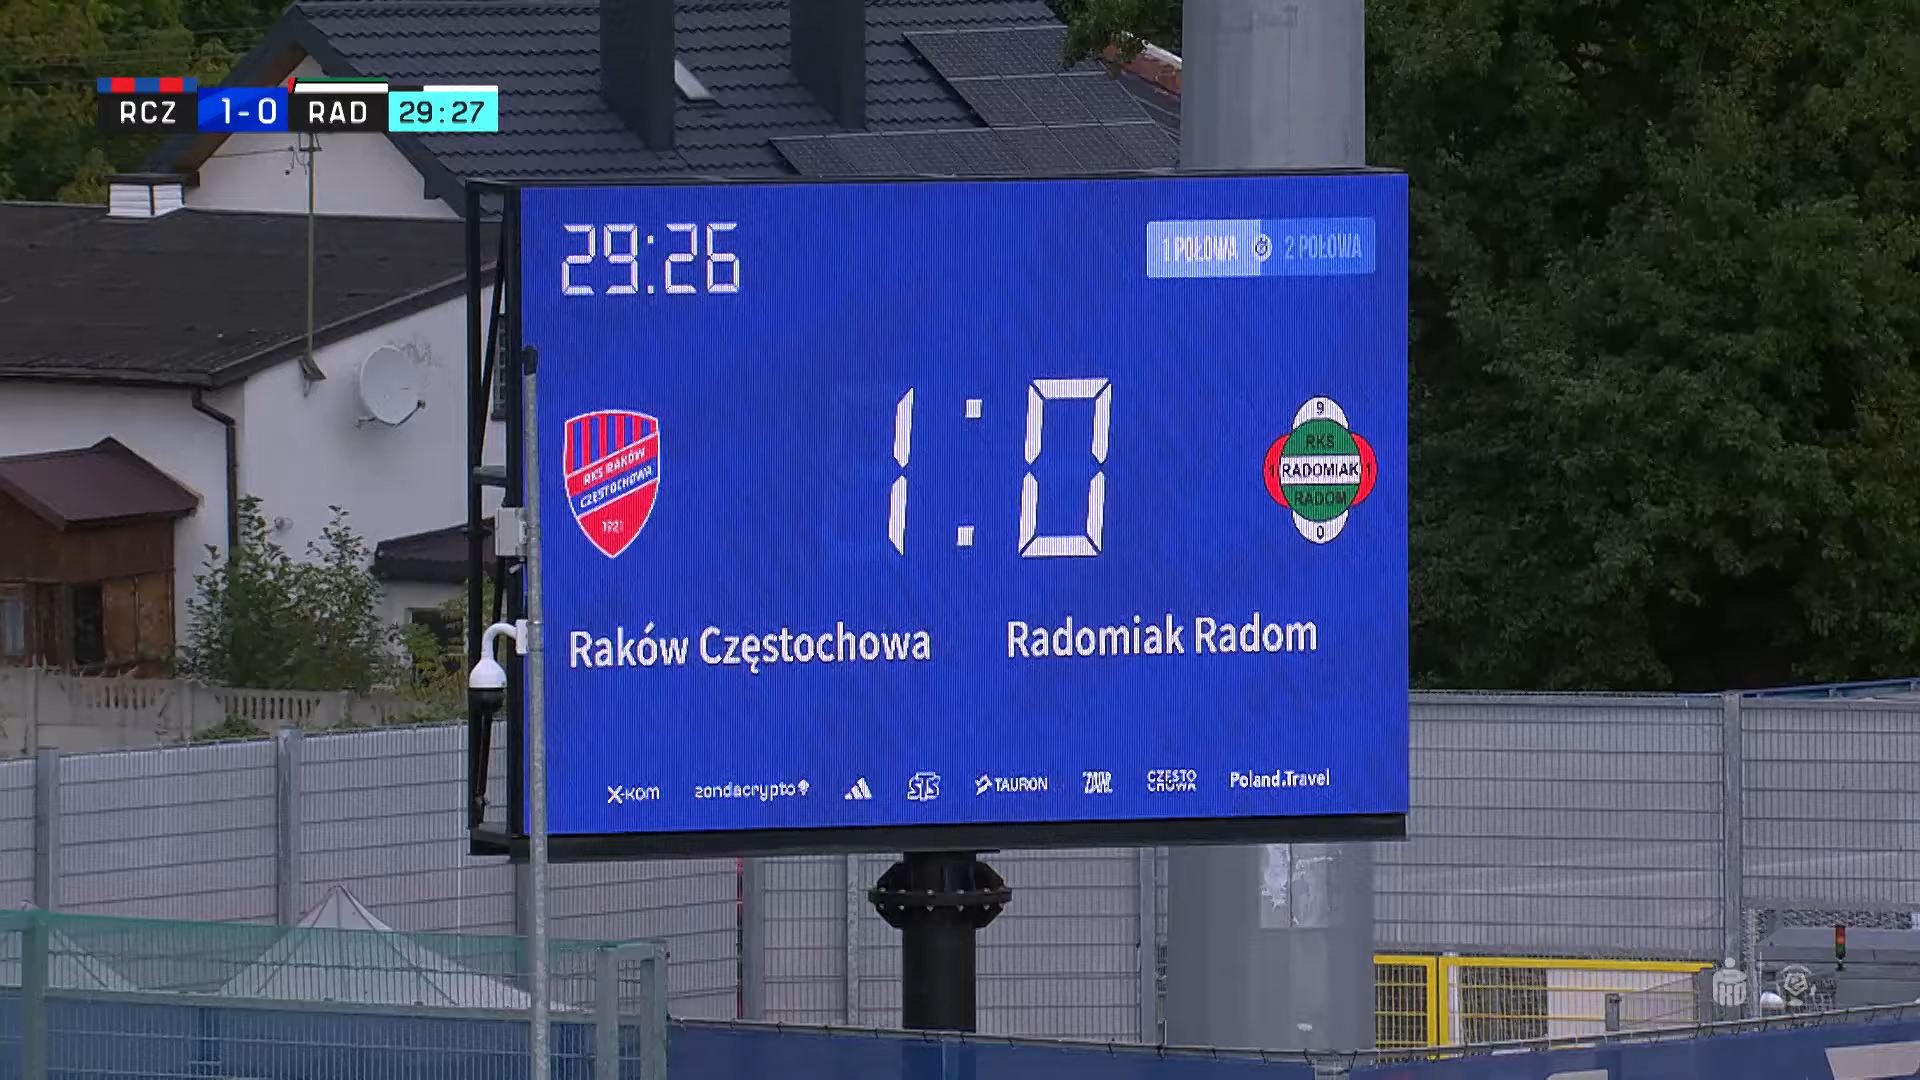 RCZ 1-0 RAD 29:27
29:26
1 POŁOWA 2 POŁOWA
1:0
RKS RAKÓW
CZĘSTOCHOWA
1921
9
RKS
1 RADOMIAK 1
RADOM
0
Raków Częstochowa Radomiak Radom
x-kom zondacrypto STS TAURON CZĘSTO Poland.Travel
CHOWA